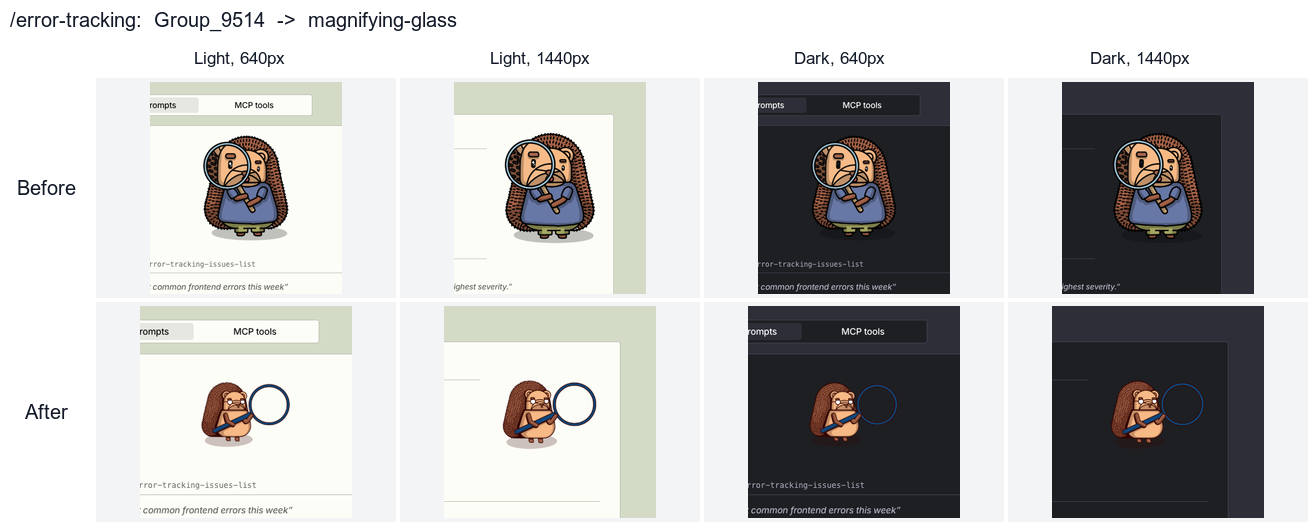 /error-tracking: Group_9514 -> magnifying-glass
Light, 640px
Light, 1440px
Dark, 640px
Dark, 1440px
Before
rompts
MCP tools
rror-tracking-issues-list
common frontend errors this week”
ighest severity.”
rompts
MCP tools
rror-tracking-issues-list
common frontend errors this week”
ighest severity.”
After
rompts
MCP tools
rror-tracking-issues-list
common frontend errors this week”
rompts
MCP tools
rror-tracking-issues-list
common frontend errors this week”